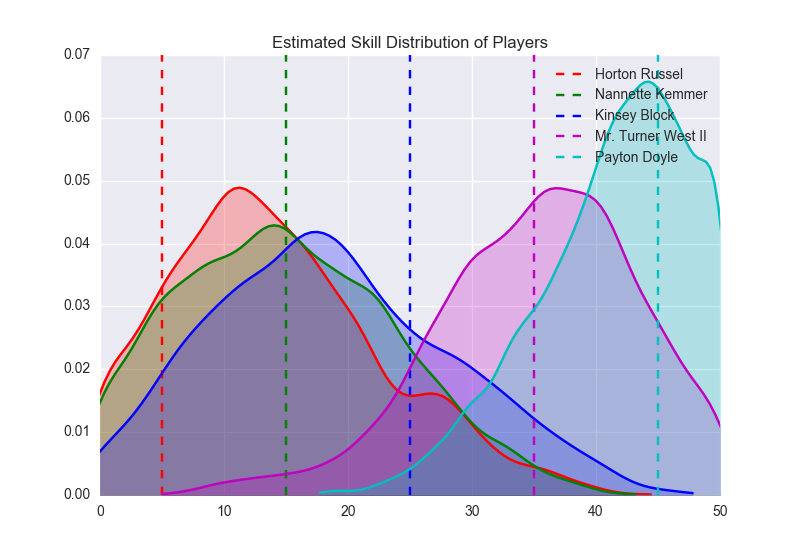 Estimated Skill Distribution of Players
0.07
0.06
0.05
0.04
0.03
0.02
0.01
0.00
Horton Russel
Nannette Kemmer
Kinsey Block
Mr. Turner West II
Payton Doyle
0 10 20 30 40 50